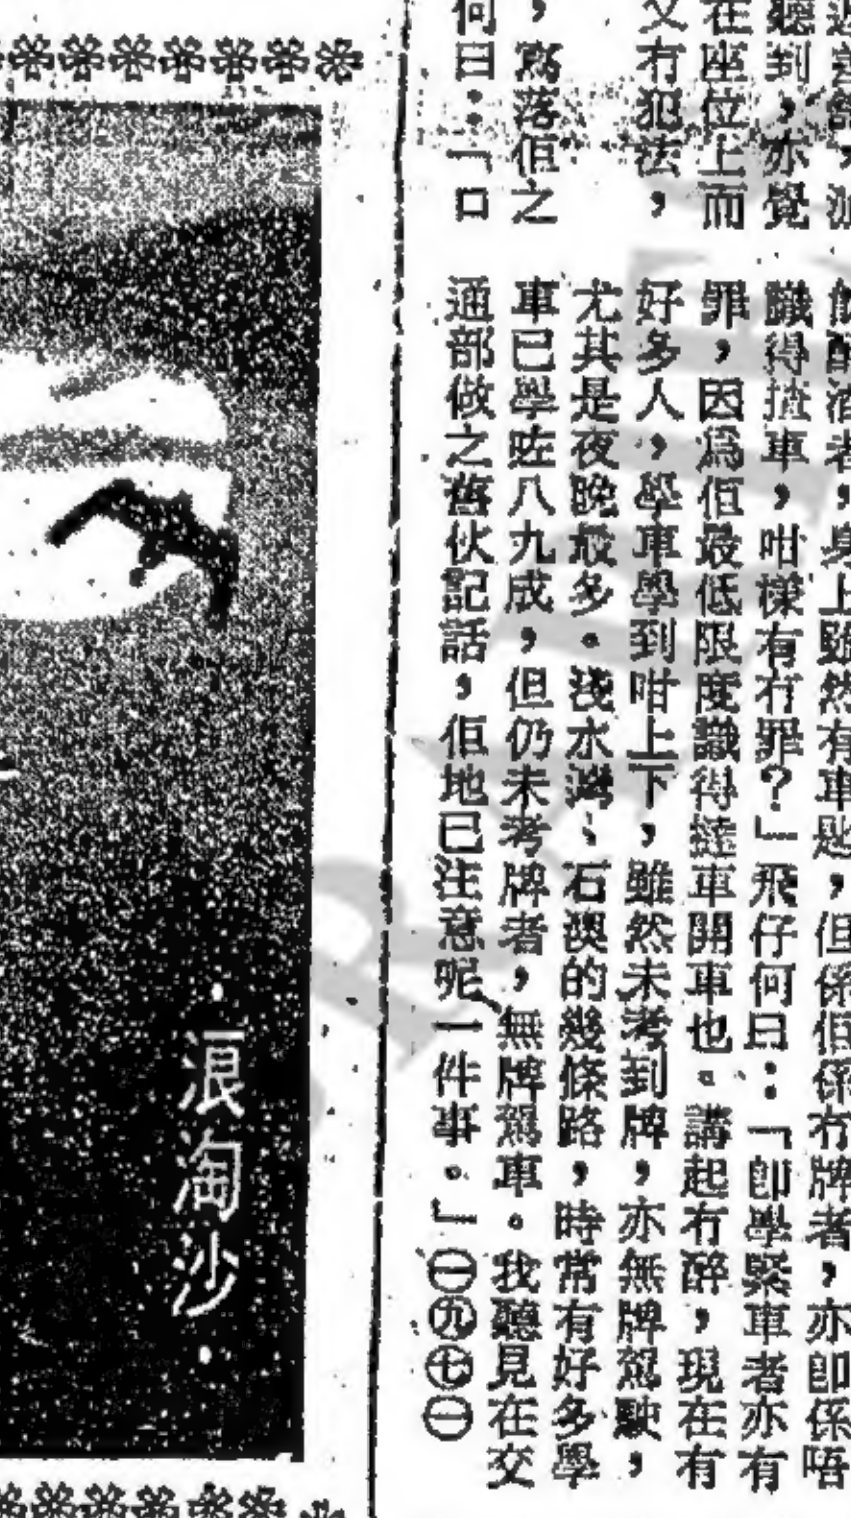 聽到，亦覺
在座位上而
又冇犯法，
，寫落佢之
何曰：「口
飲醉酒者，身上雖然有車匙，但係佢係冇牌者，亦即係唔
識得揸車，咁樣有冇罪？」飛仔何曰：「即學緊車者亦有
罪，因為佢最低限度識得揸車開車也。講起冇醉，現在有
好多人，學車學到咁上下，雖然未考到牌，亦無牌駕駛，
尤其是夜晚最多。淺水灣、石澳的幾條路，時常有好多學
車已學咗八九成，但仍未考牌者，無牌駕車。我聽見在交
通部做之舊伙記話，佢地已注意呢一件事。」㊀㊈㊆㊀
·浪淘沙·